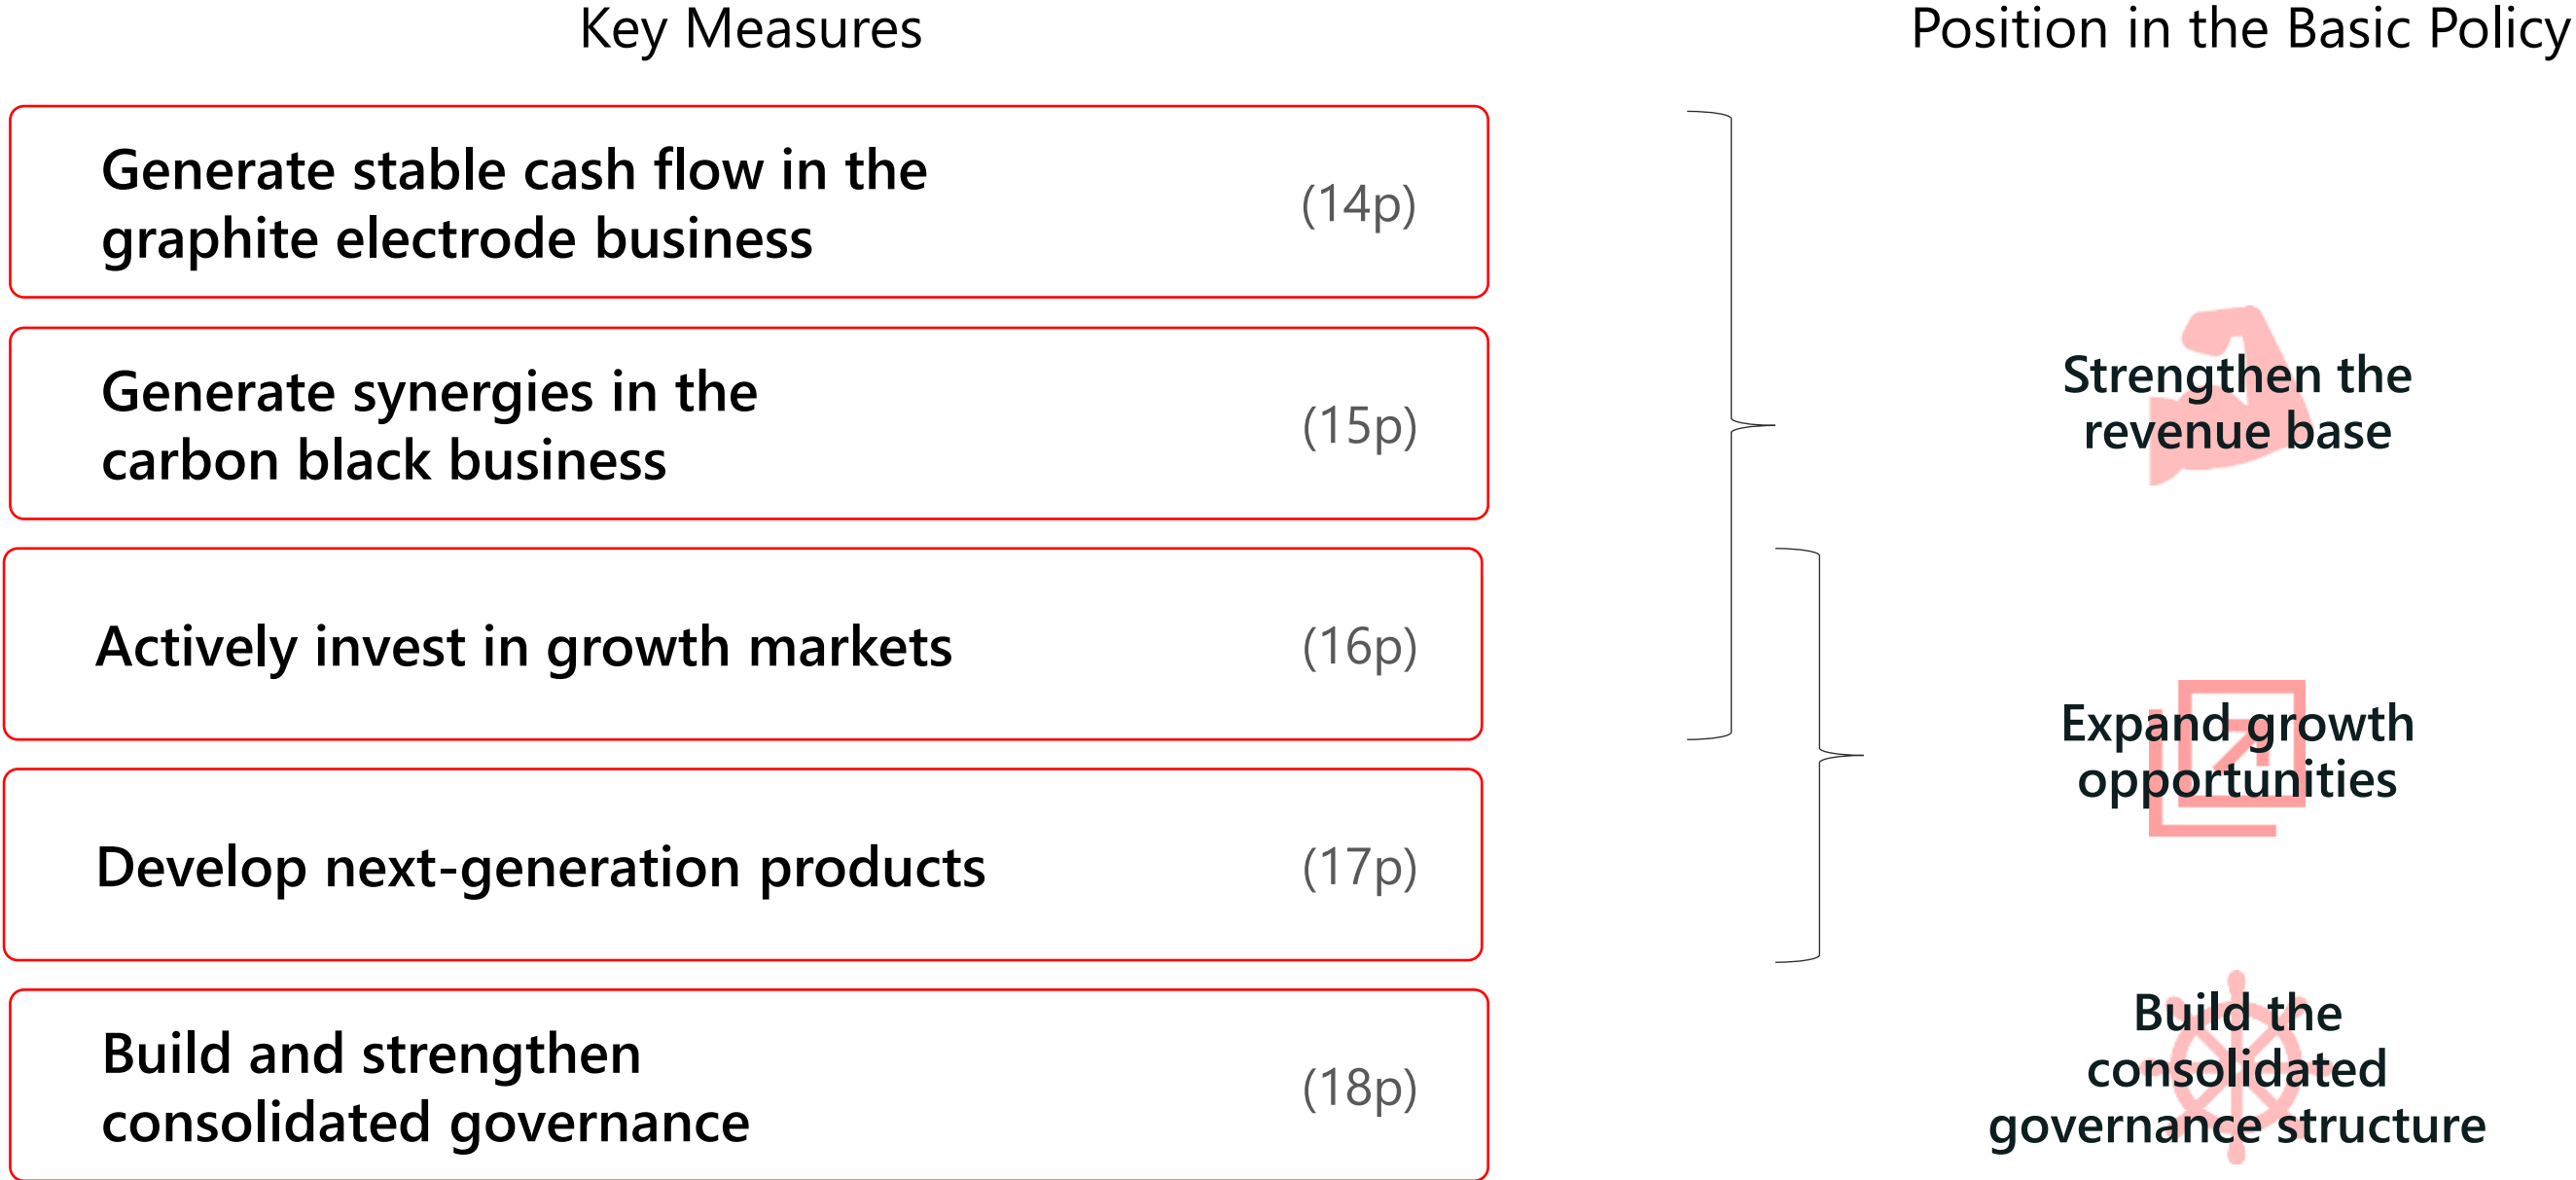 Key Measures
Position in the Basic Policy
Generate stable cash flow in the
graphite electrode business
(14p)
Generate synergies in the
carbon black business
(15p)
Strengthen the
revenue base
Actively invest in growth markets
(16p)
Expand growth
opportunities
Develop next-generation products
(17p)
Build and strengthen
consolidated governance
(18p)
Build the
consolidated
governance structure